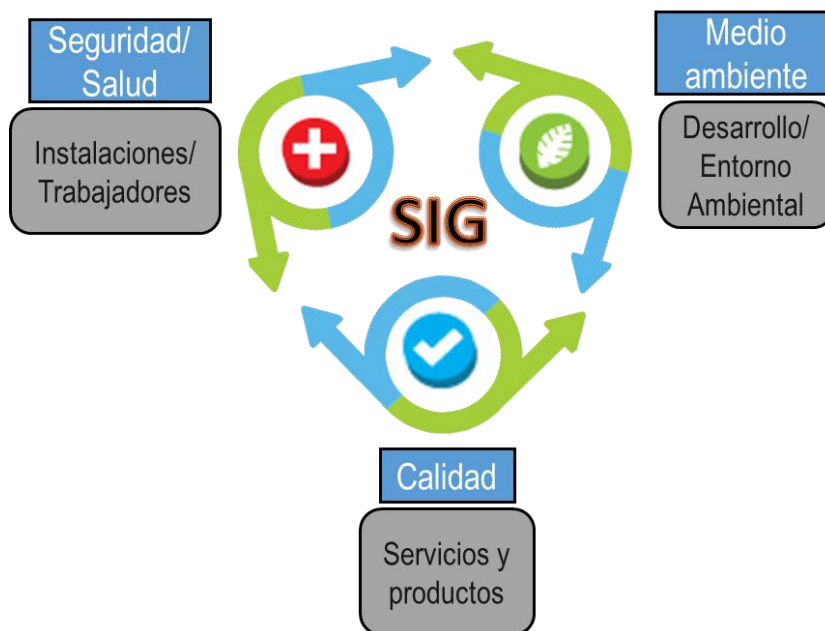 Seguridad/
Salud
Instalaciones/
Trabajadores
Medio
ambiente
Desarrollo/
Entorno
Ambiental
SIG
Calidad
Servicios y
productos